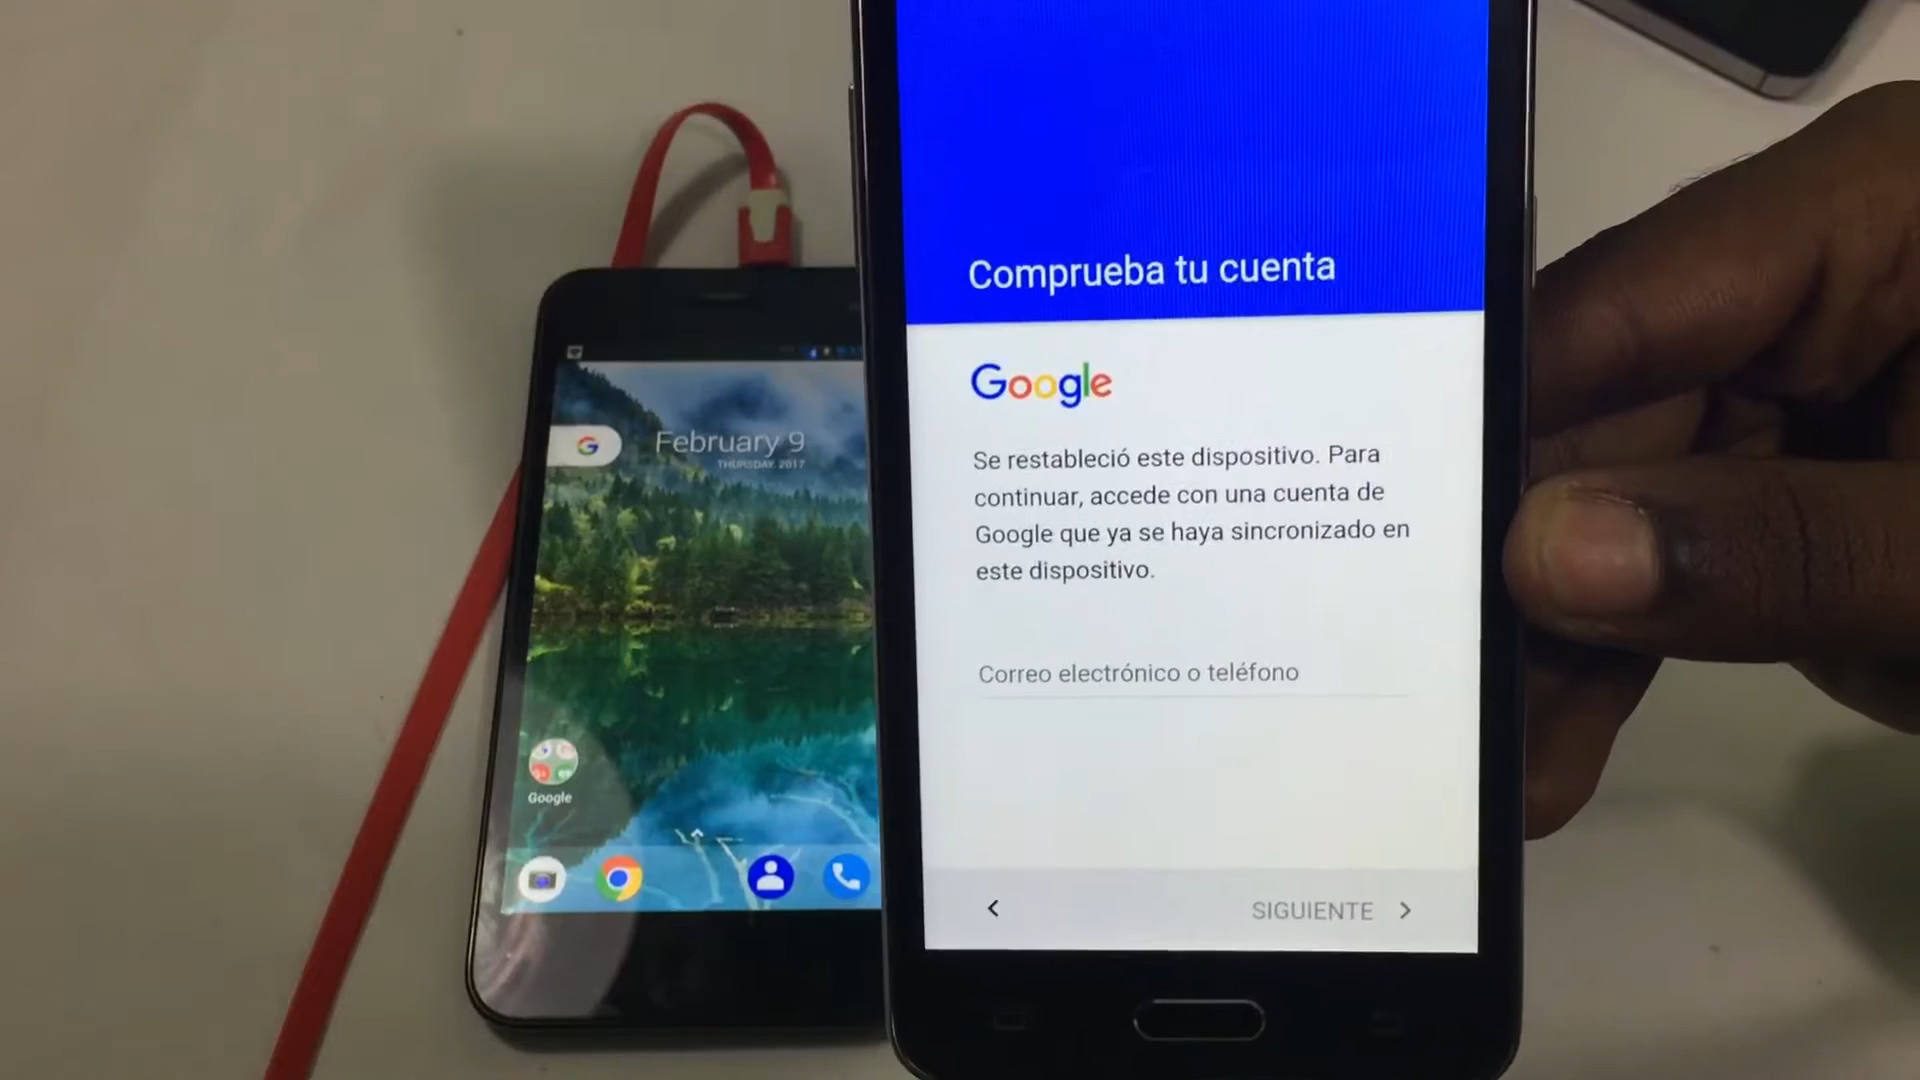 Comprueba tu cuenta
Google
Se restableció este dispositivo. Para
continuar, accede con una cuenta de
Google que ya se haya sincronizado en
este dispositivo.
Correo electrónico o teléfono
SIGUIENTE
G
February 9
THURSDAY, 2017
Google